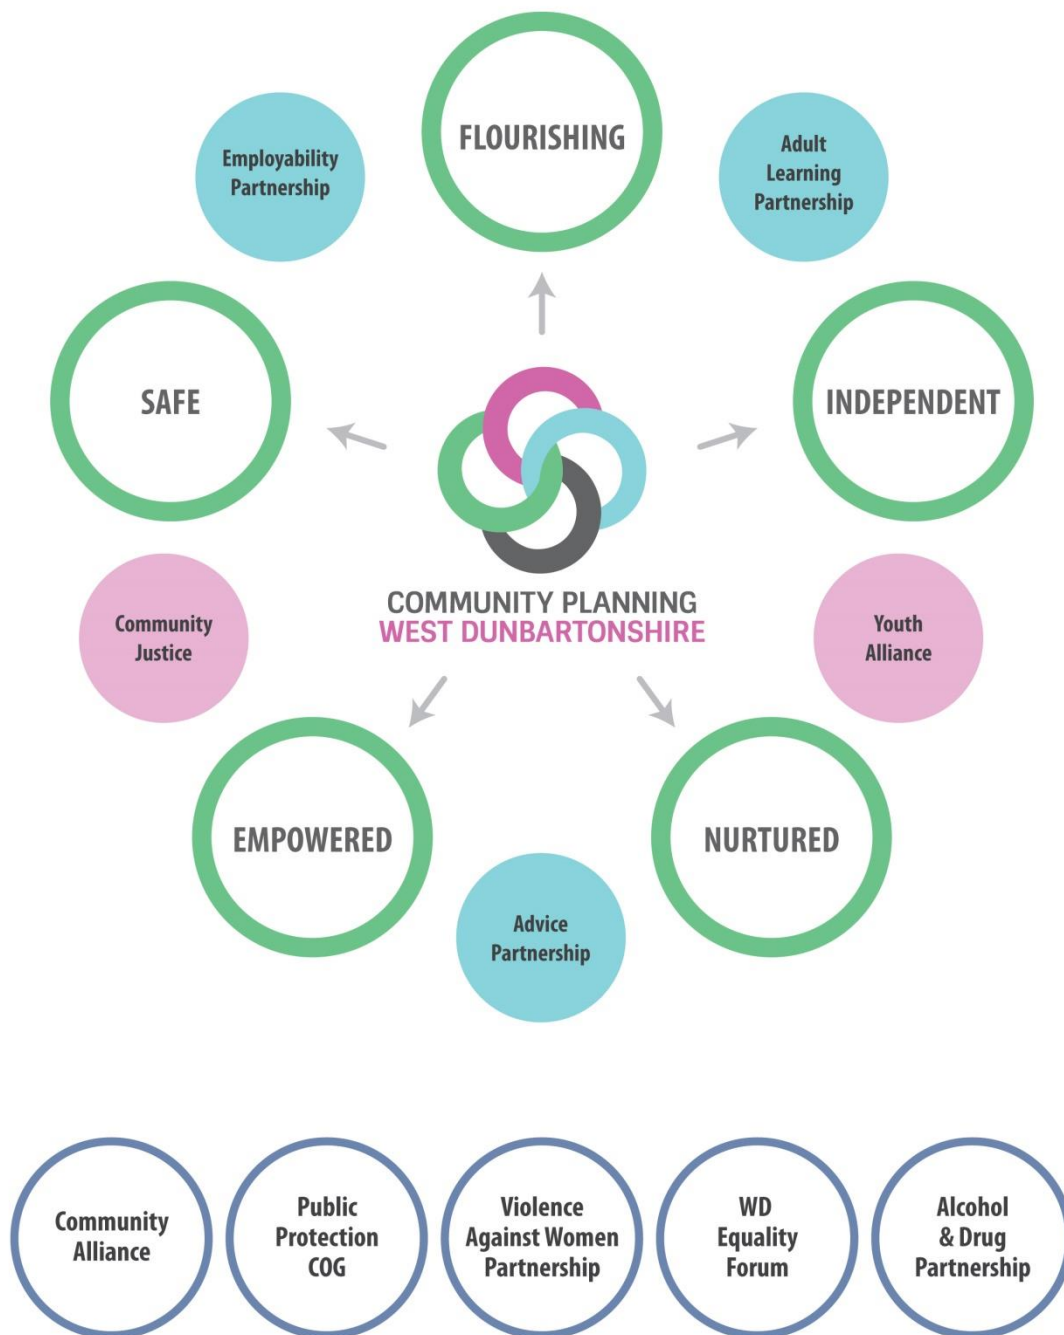 FLOURISHING
Employability
Partnership
Adult
Learning
Partnership
SAFE
INDEPENDENT
COMMUNITY PLANNING
WEST DUNBARTONSHIRE
Community
Justice
Youth
Alliance
EMPOWERED
NURTURED
Advice
Partnership
Community
Alliance
Public
Protection
COG
Violence
Against Women
Partnership
WD
Equality
Forum
Alcohol
& Drug
Partnership